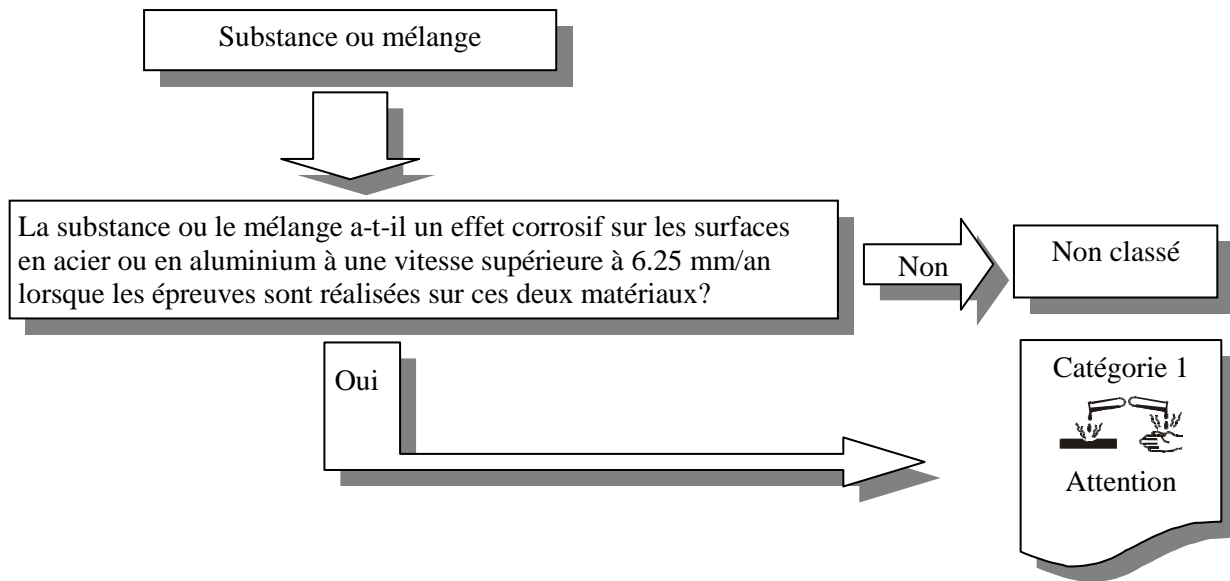 Substance ou mélange
La substance ou le mélange a-t-il un effet corrosif sur les surfaces
en acier ou en aluminium à une vitesse supérieure à 6.25 mm/an
lorsque les épreuves sont réalisées sur ces deux matériaux?
Non
Non classé
Oui
Catégorie 1
Attention